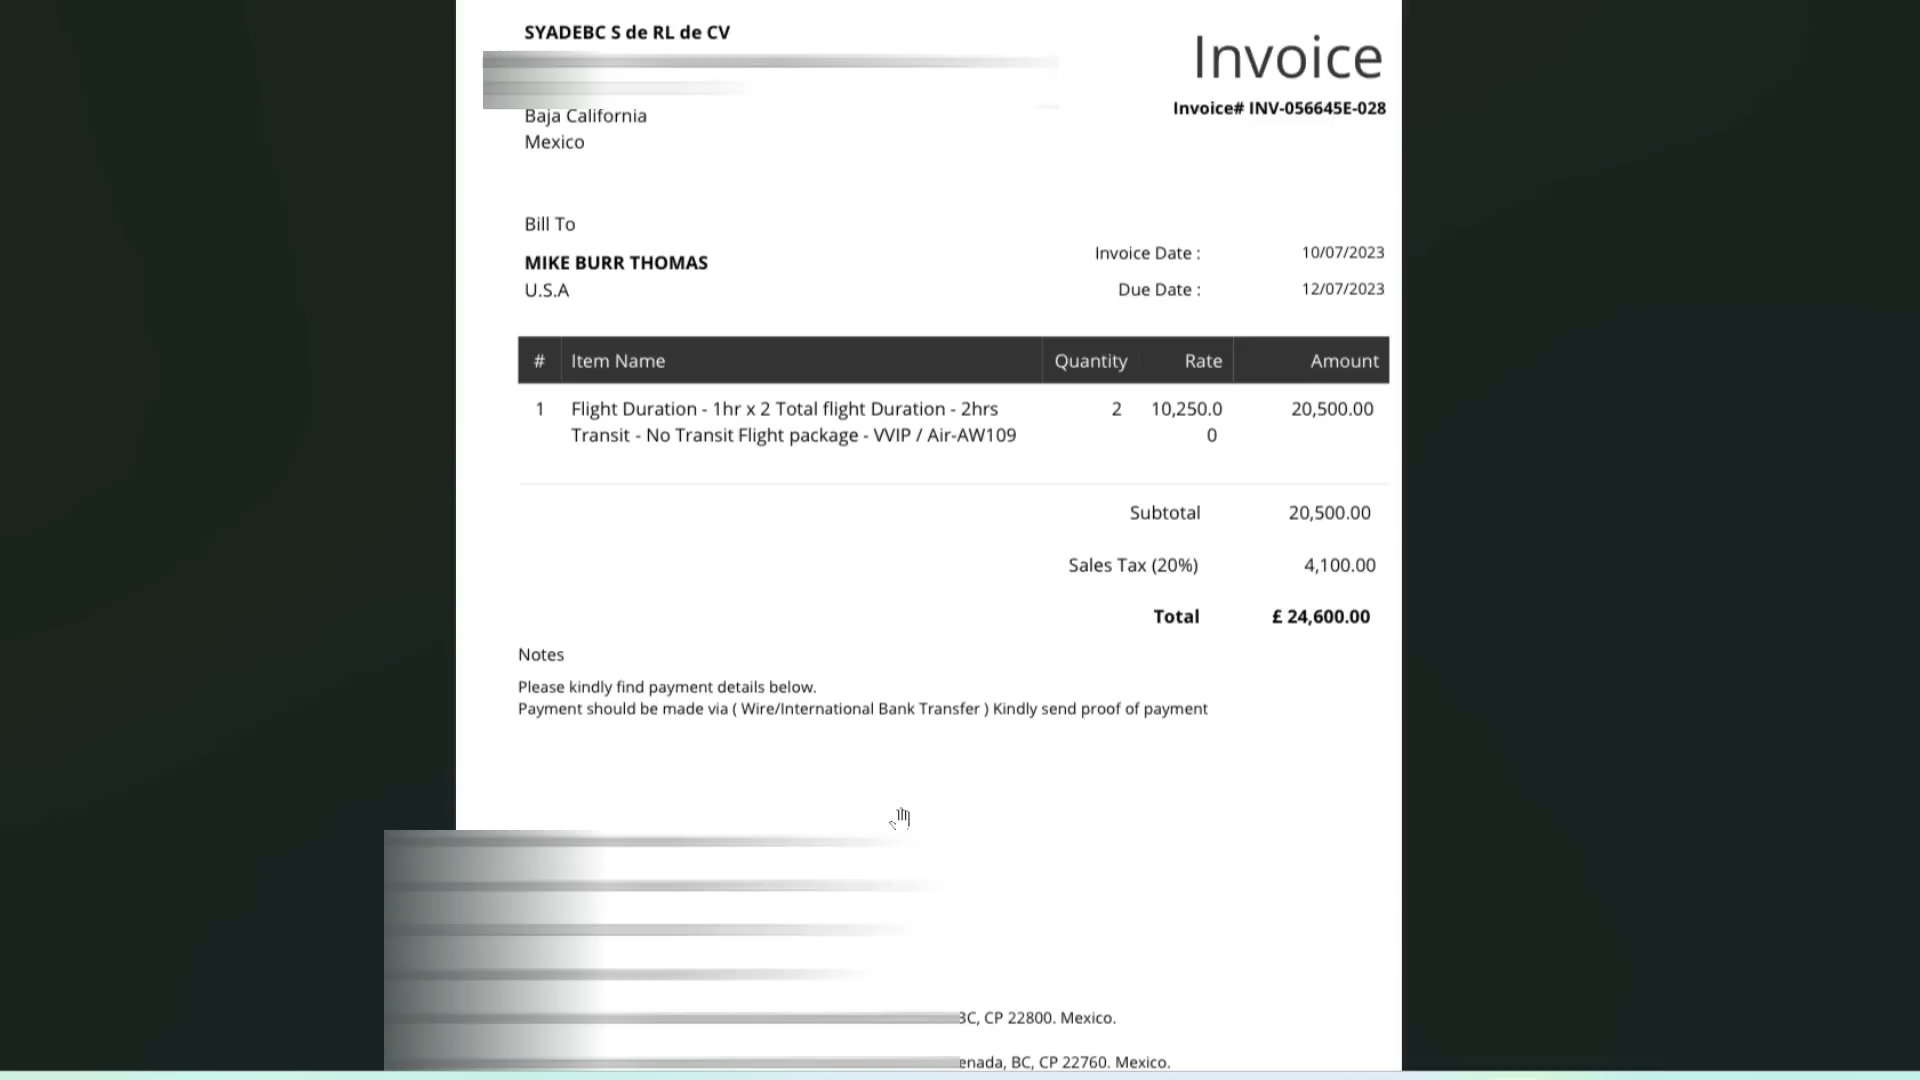 SYADEBC S de RL de CV
Invoice
Invoice# INV-056645E-028
Baja California
Mexico
Bill To
MIKE BURR THOMAS
U.S.A
Invoice Date : 10/07/2023
Due Date : 12/07/2023
# Item Name Quantity Rate Amount
1 Flight Duration - 1hr x 2 Total flight Duration - 2hrs 2 10,250.0 20,500.00
Transit - No Transit Flight package - VVIP / Air-AW109 0
Subtotal 20,500.00
Sales Tax (20%) 4,100.00
Total £ 24,600.00
Notes
Please kindly find payment details below.
Payment should be made via ( Wire/International Bank Transfer ) Kindly send proof of payment
BC, CP 22800. Mexico.
enada, BC, CP 22760. Mexico.